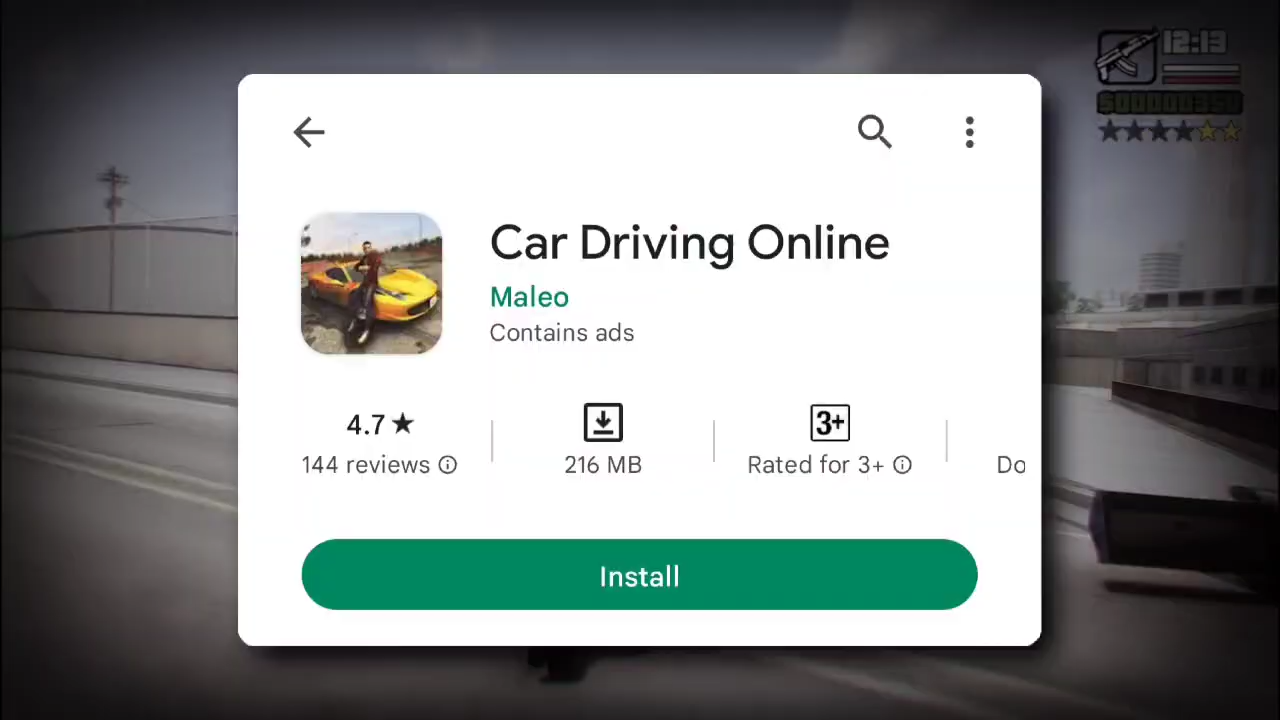 12:13
$00000350
Car Driving Online
Maleo
Contains ads
4.7★
144 reviews
216 MB
3+
Rated for 3+
Do
Install